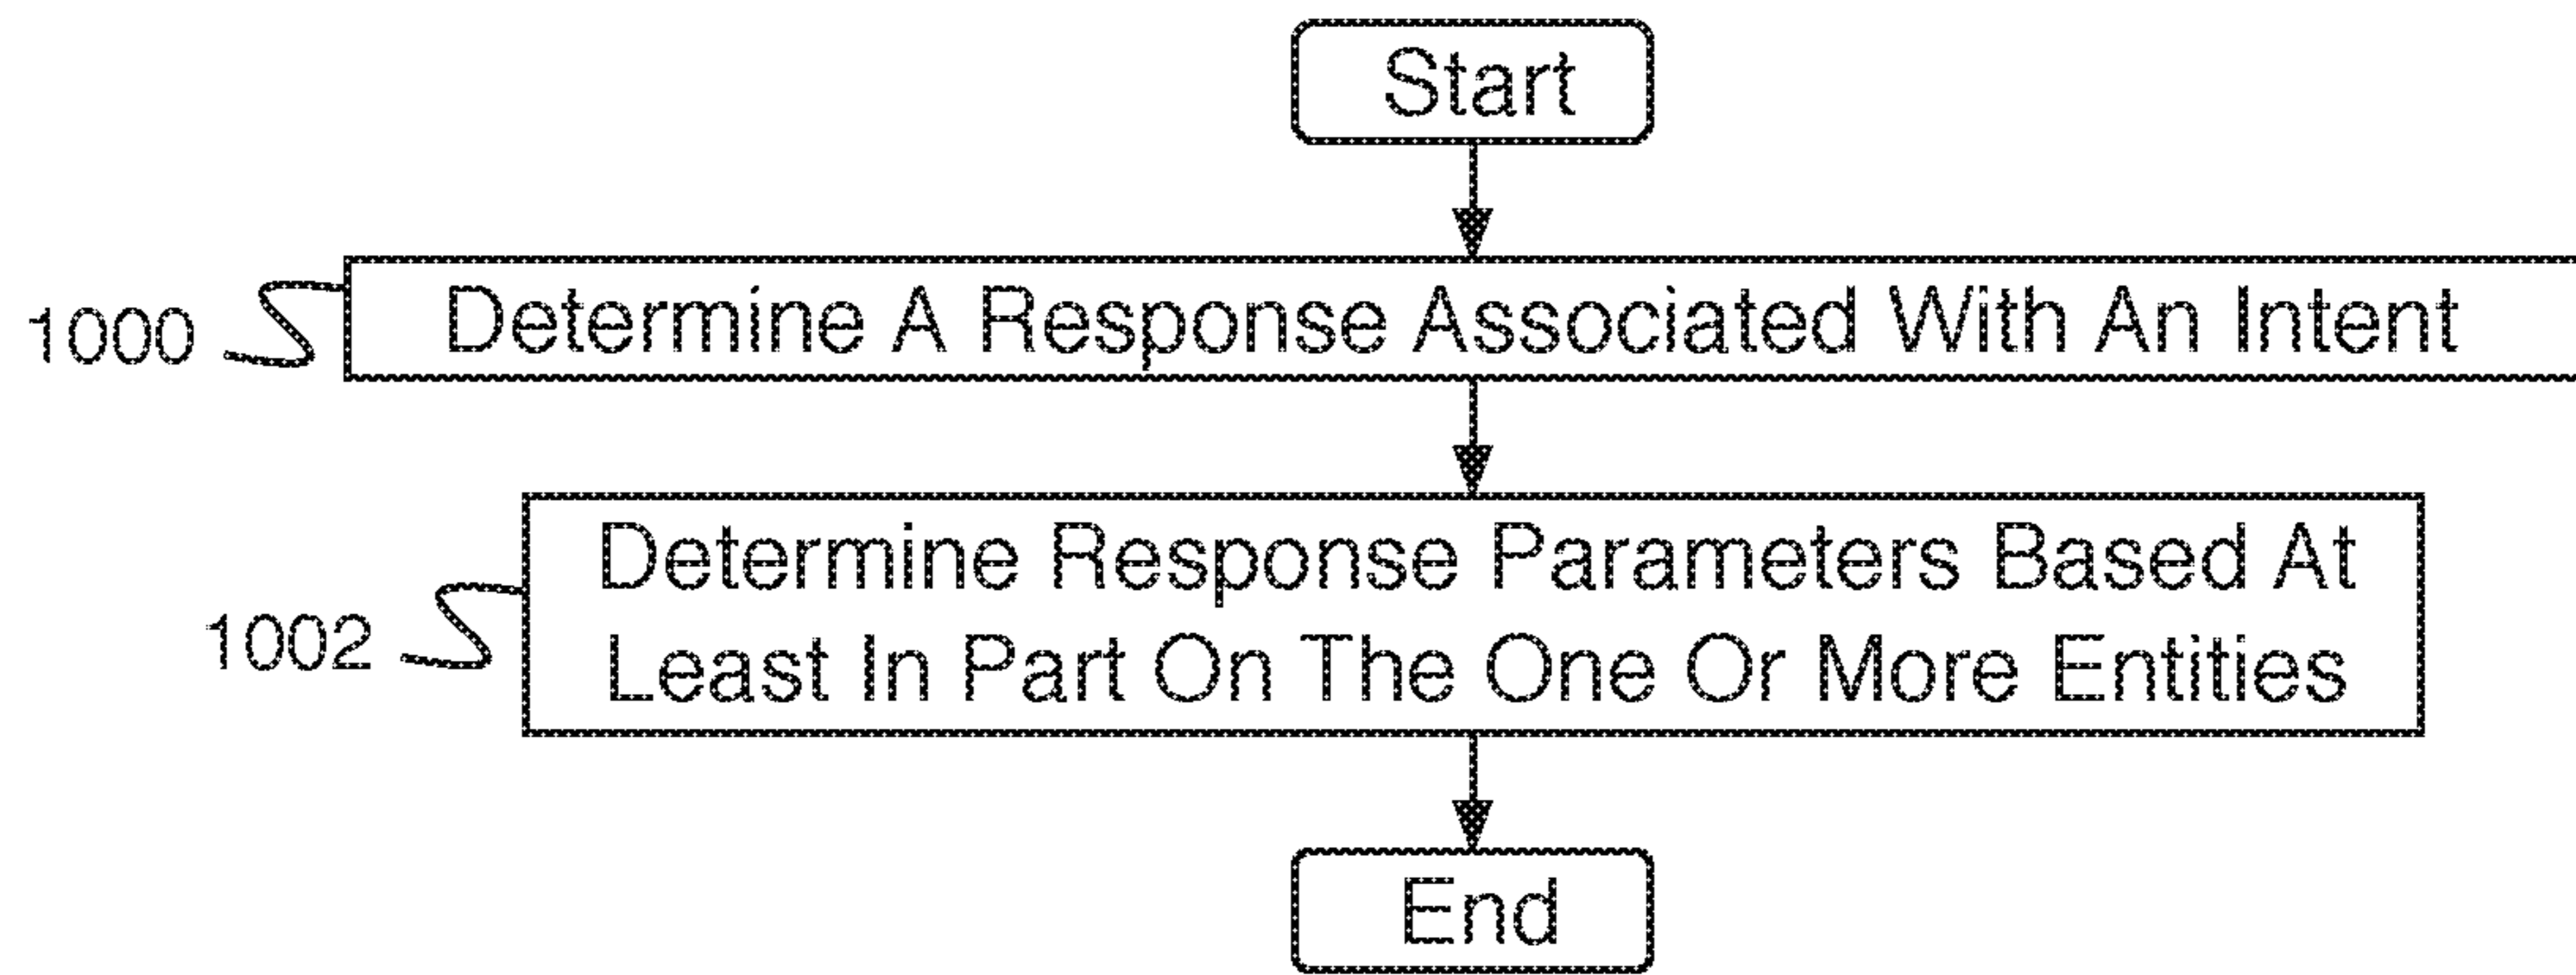 Start
1000 Determine A Response Associated With An Intent
1002 Determine Response Parameters Based At
Least In Part On The One Or More Entities
End